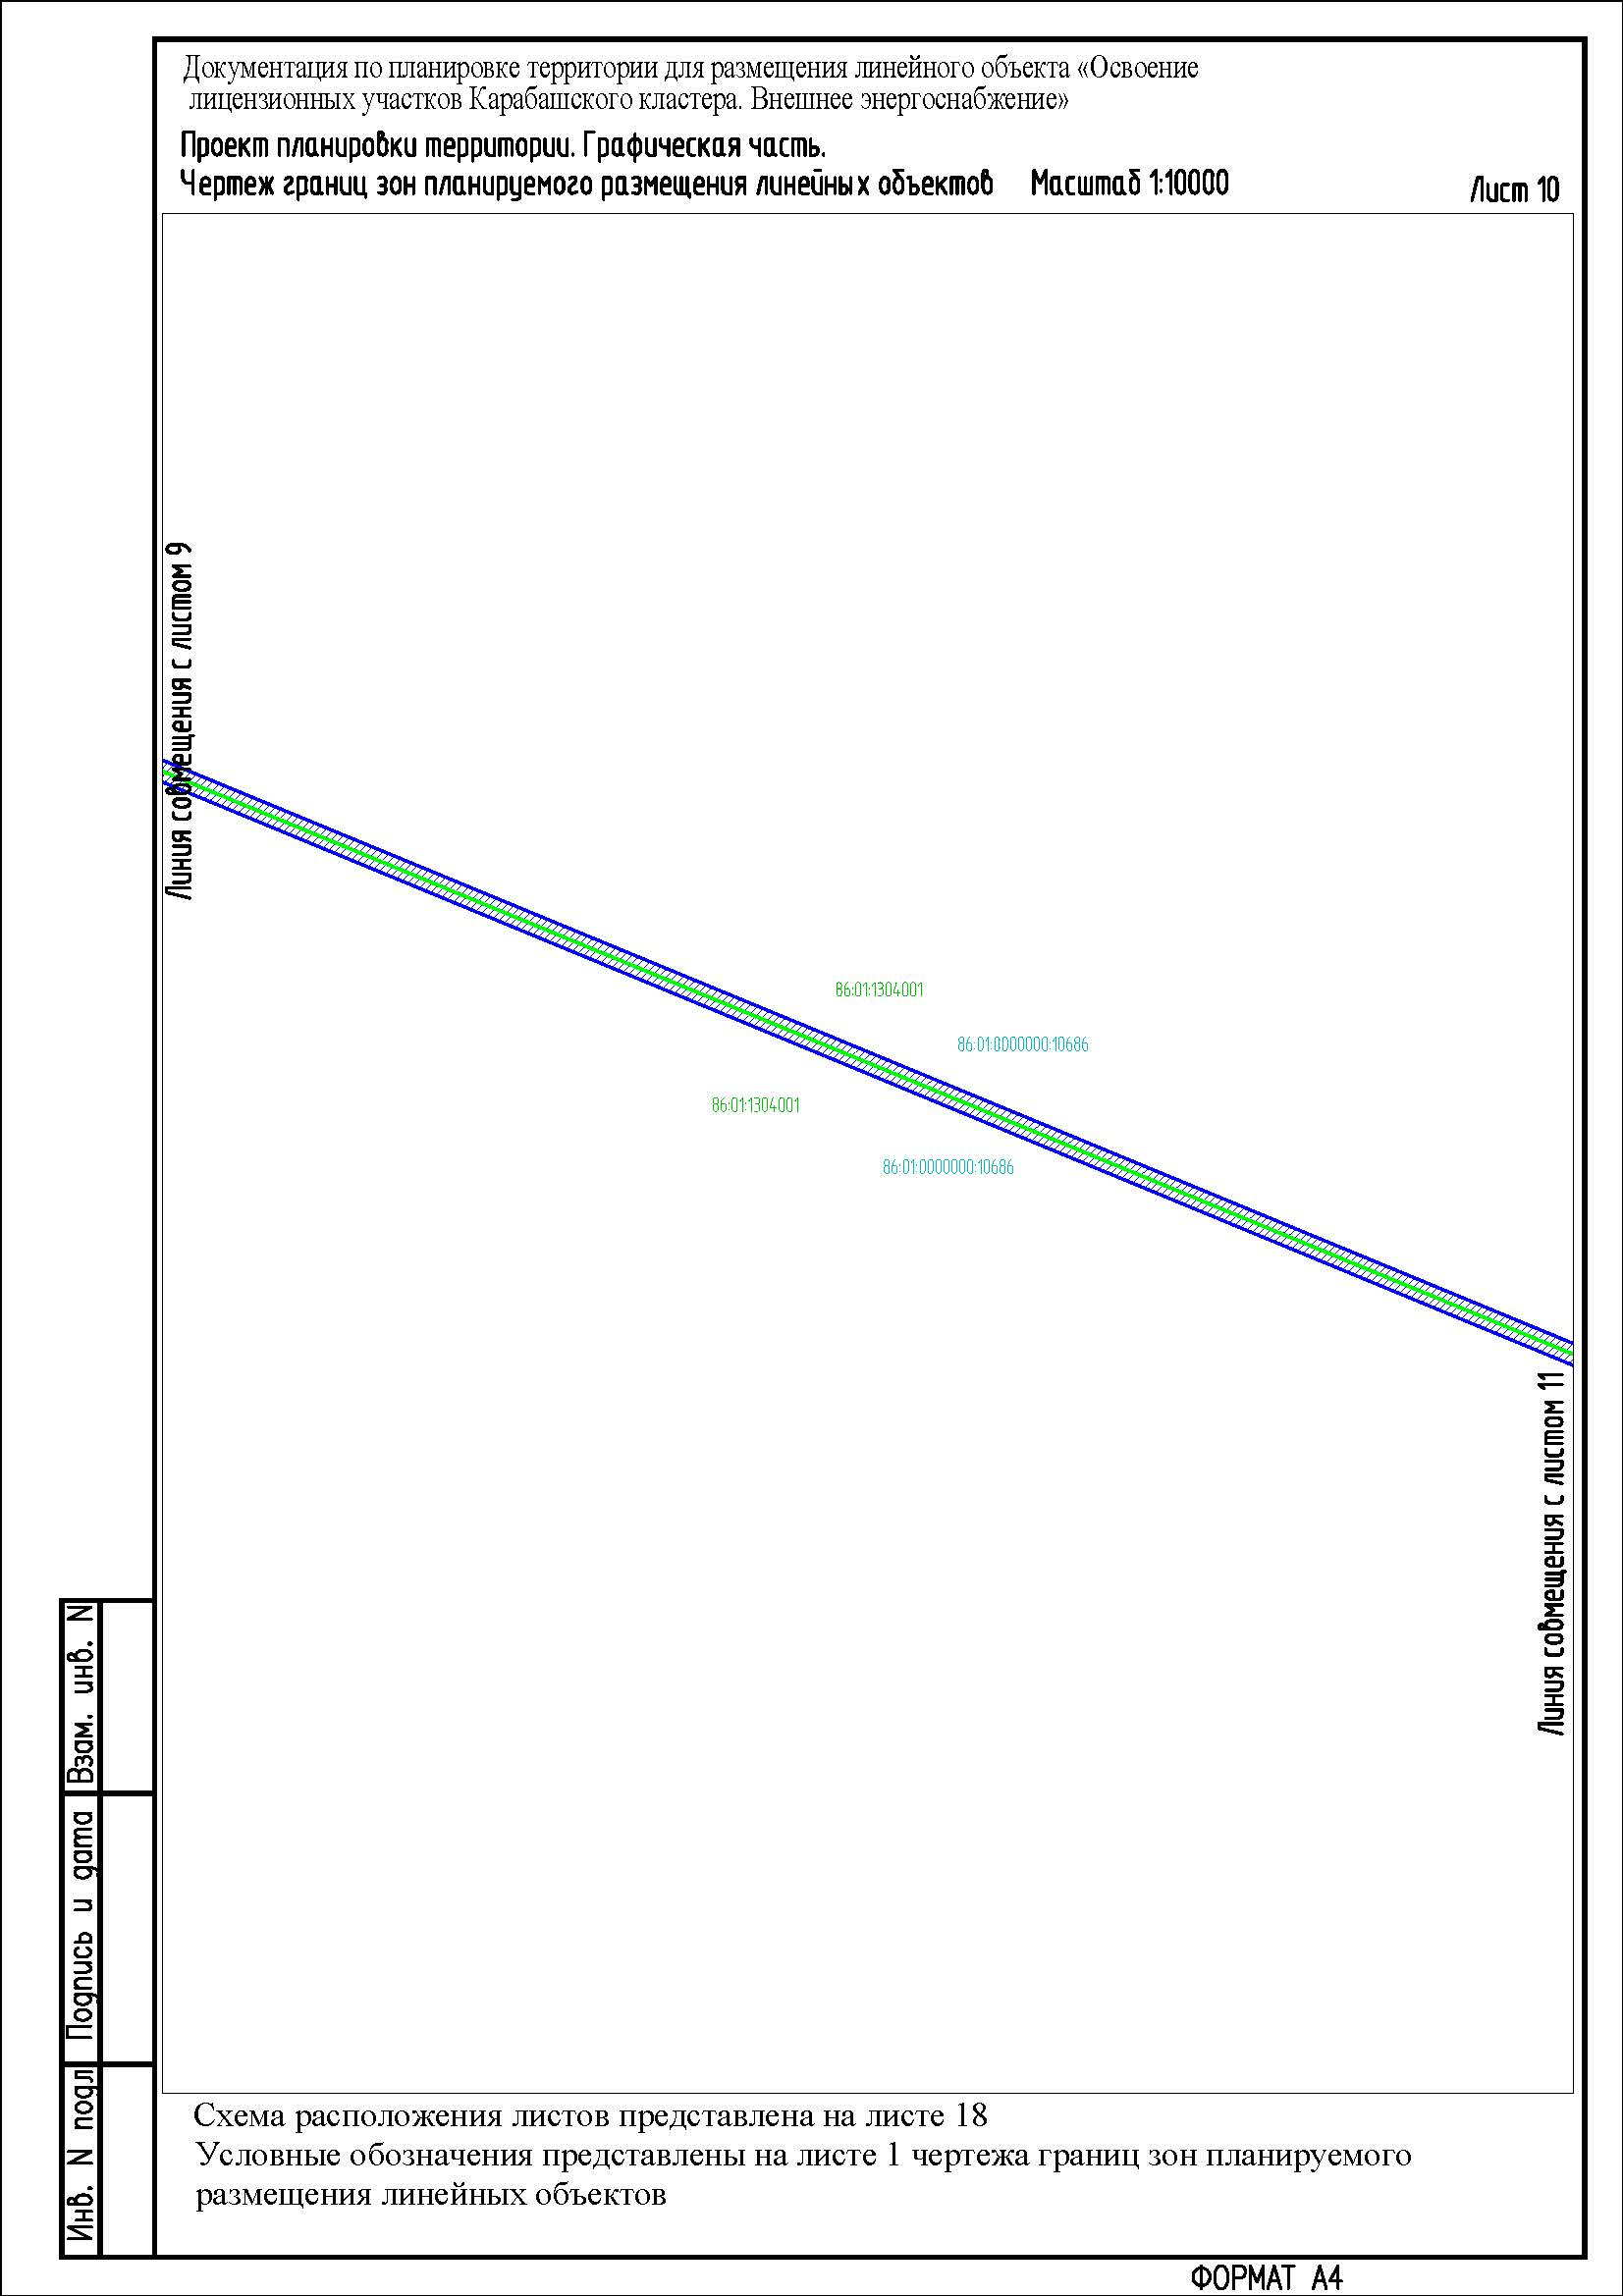 Документация по планировке территории для размещения линейного объекта «Освоение
лицензионных участков Карабашского кластера. Внешнее энергоснабжение»
Проект планировки территории. Графическая часть.
Чертеж границ зон планируемого размещения линейных объектов Масштаб 1:10000
Лист 10
Линия совмещения с листом 9
86:01:1304001
86:01:0000000:10686
86:01:1304001
86:01:0000000:10686
Линия совмещения с листом 11
Взам. инв. N
Подпись и дата
Инв. N подл
Схема расположения листов представлена на листе 18
Условные обозначения представлены на листе 1 чертежа границ зон планируемого
размещения линейных объектов
ФОРМАТ А4